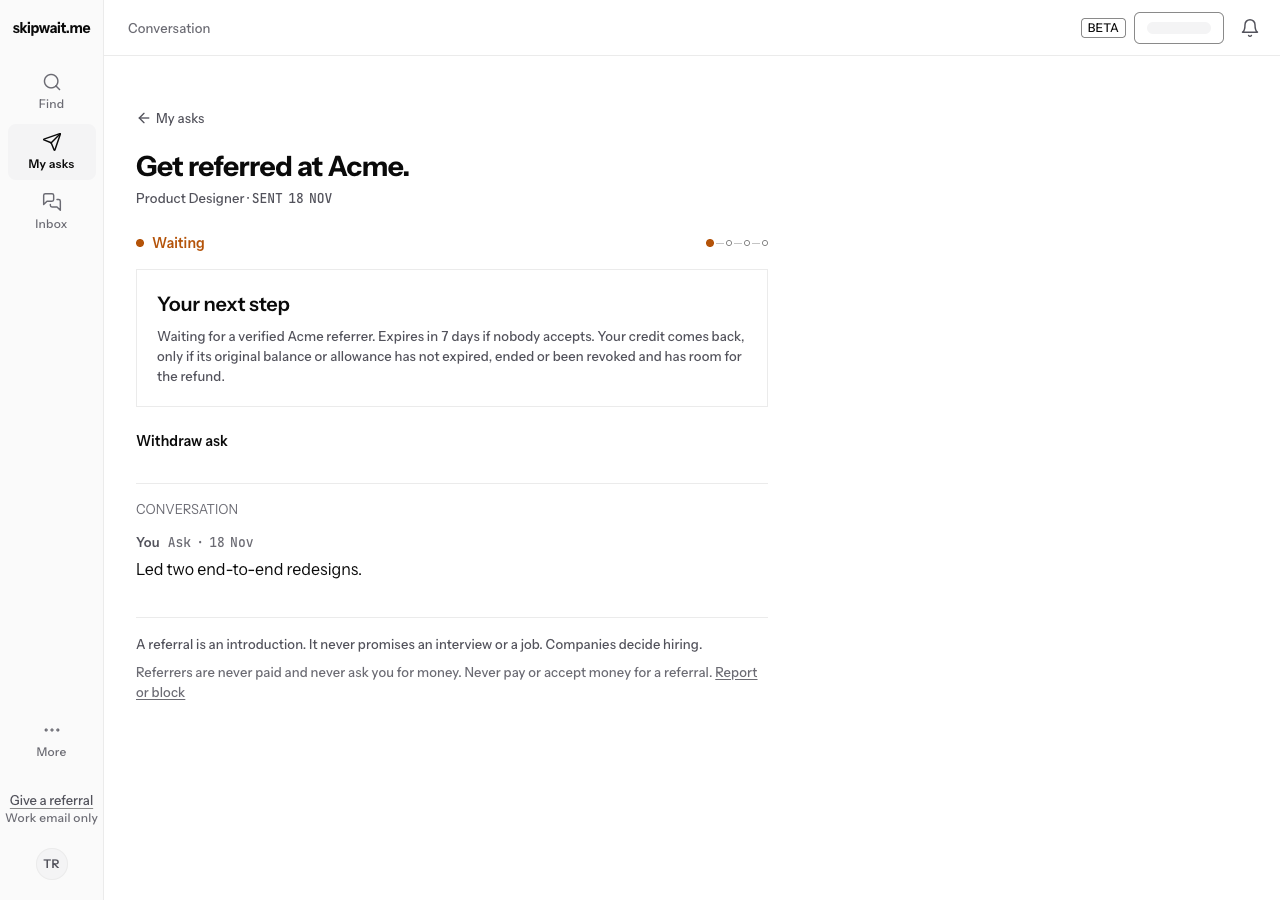 skipwait.me
Conversation
BETA
Find
My asks
Inbox
My asks
Get referred at Acme.
Product Designer · SENT 18 NOV
Waiting
Your next step
Waiting for a verified Acme referrer. Expires in 7 days if nobody accepts. Your credit comes back,
only if its original balance or allowance has not expired, ended or been revoked and has room for
the refund.
Withdraw ask
CONVERSATION
You Ask · 18 Nov
Led two end-to-end redesigns.
A referral is an introduction. It never promises an interview or a job. Companies decide hiring.
Referrers are never paid and never ask you for money. Never pay or accept money for a referral. Report
or block
More
Give a referral
Work email only
TR